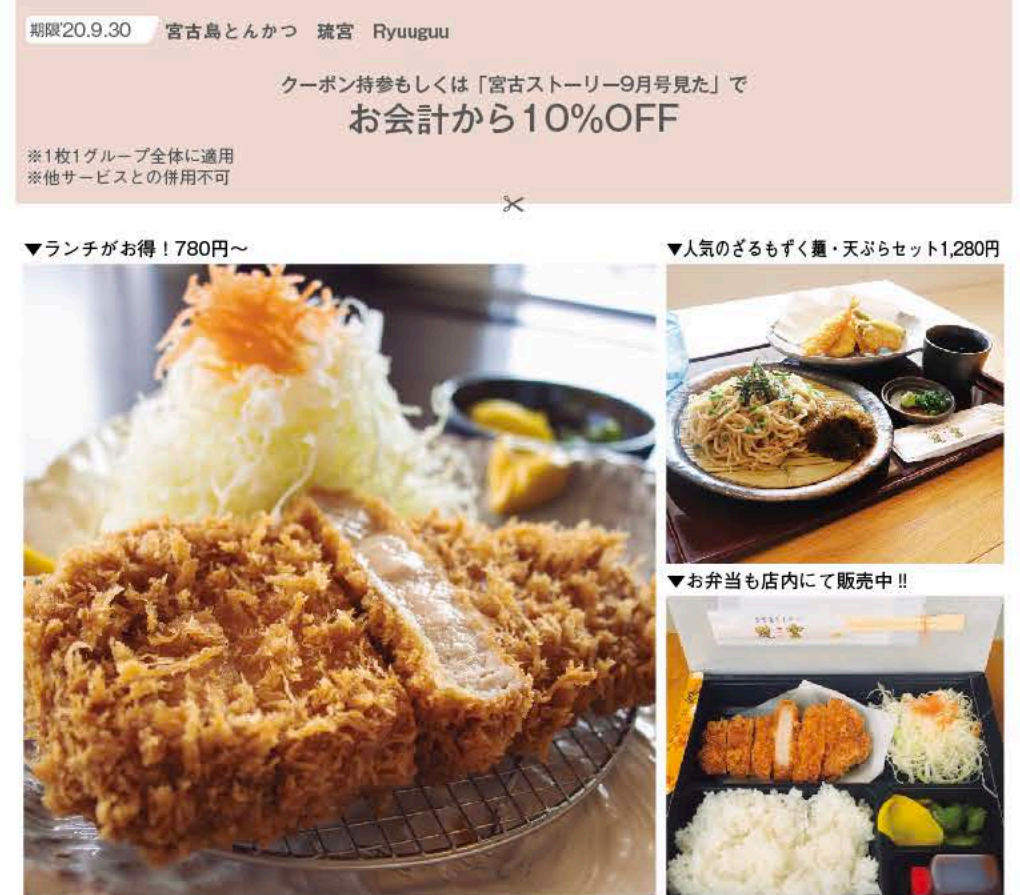 期限'20.9.30 宮古島とんかつ 琉宮 Ryuuguu
クーポン持参もしくは「宮古ストーリー9月号見た」で
お会計から10%OFF
※1枚1グループ全体に適用
※他サービスとの併用不可
▼ランチがお得！780円〜
▼人気のざるもずく麺・天ぷらセット1,280円
▼お弁当も店内にて販売中!!